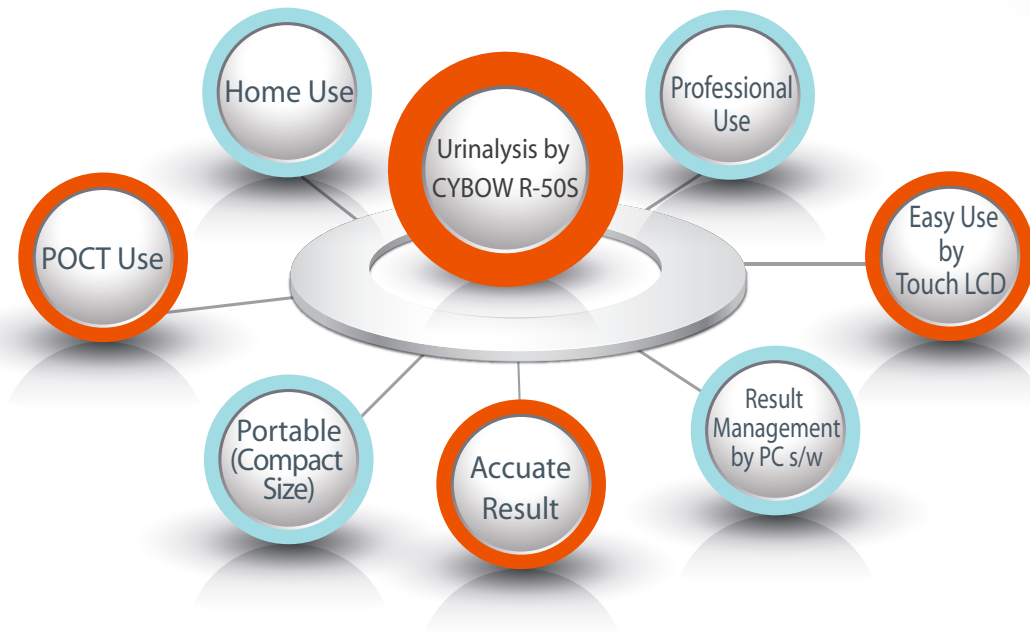 Home Use
Urinalysis by
CYBOW R-50S
Professional
Use
POCT Use
Easy Use
by
Touch LCD
Portable
(Compact
Size)
Accuate
Result
Result
Management
by PC s/w